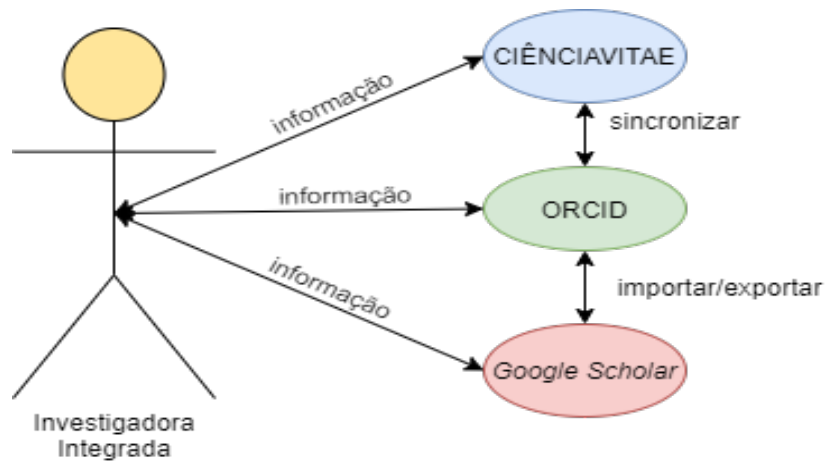 CIÊNCIAVITAE
informação
sincronizar
informação
ORCID
informação
importar/exportar
Google Scholar
Investigadora
Integrada